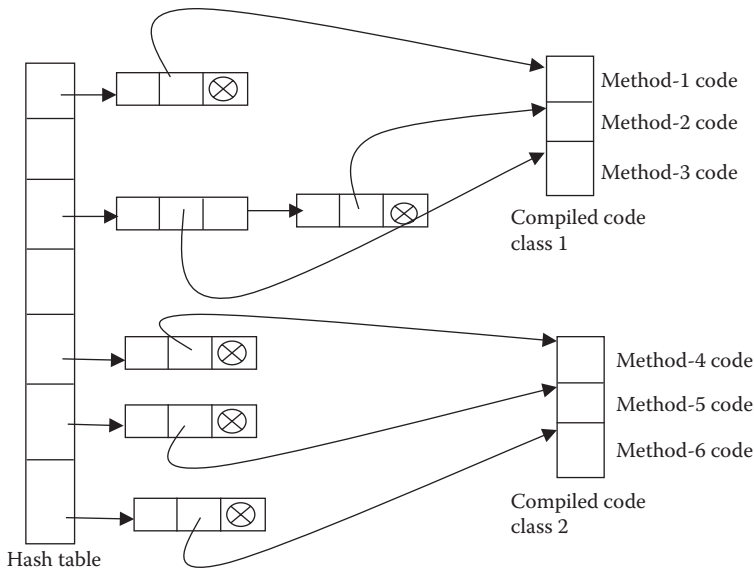 Method-1 code
Method-2 code
Method-3 code
Compiled code
class 1
Method-4 code
Method-5 code
Method-6 code
Compiled code
class 2
Hash table